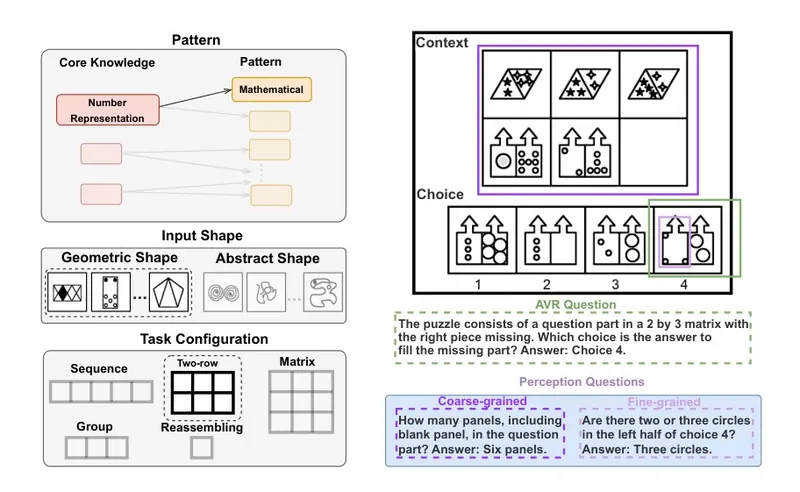 Pattern
Core Knowledge
Pattern
Number
Representation
Mathematical
Input Shape
Geometric Shape
Abstract Shape
...
...
Task Configuration
Sequence
Two-row
Matrix
Group
Reassembling
Context
Choice
1 2 3 4
AVR Question
The puzzle consists of a question part in a 2 by 3 matrix with
the right piece missing. Which choice is the answer to
fill the missing part? Answer: Choice 4.
Perception Questions
Coarse-grained
How many panels, including
blank panel, in the question
part? Answer: Six panels.
Fine-grained
Are there two or three circles
in the left half of choice 4?
Answer: Three circles.